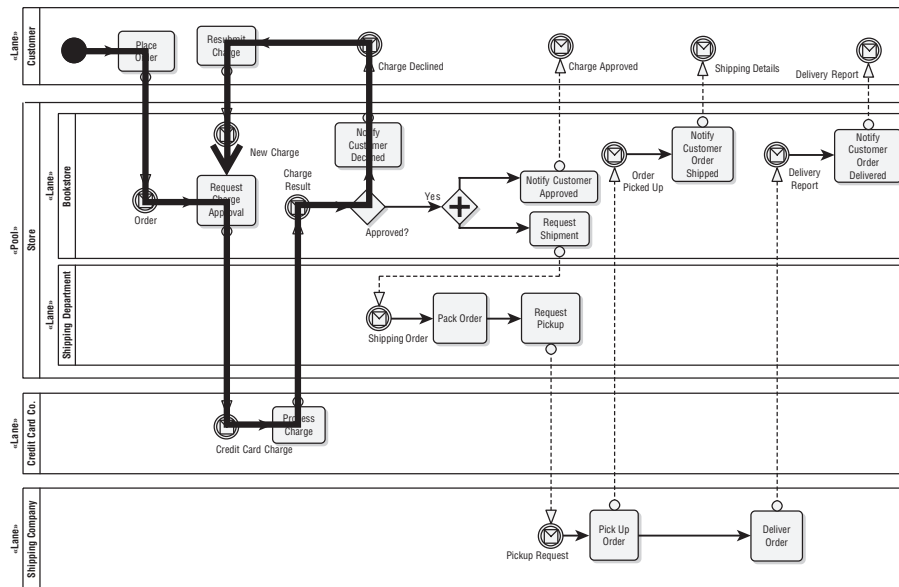 «Lane»
Customer
Place
Order
Resubmit
Charge
Charge Declined
Charge Approved
Shipping Details
Delivery Report
«Pool»
Store
«Lane»
Bookstore
Order
New Charge
Request
Charge
Approval
Charge
Result
Notify
Customer
Declined
Approved?
Yes
Notify Customer
Approved
Request
Shipment
Order
Picked Up
Notify
Customer
Order
Shipped
Delivery
Report
Notify
Customer
Order
Delivered
«Lane»
Shipping Department
Shipping Order
Pack Order
Request
Pickup
«Lane»
Credit Card Co.
Credit Card Charge
Process
Charge
«Lane»
Shipping Company
Pickup Request
Pick Up
Order
Deliver
Order